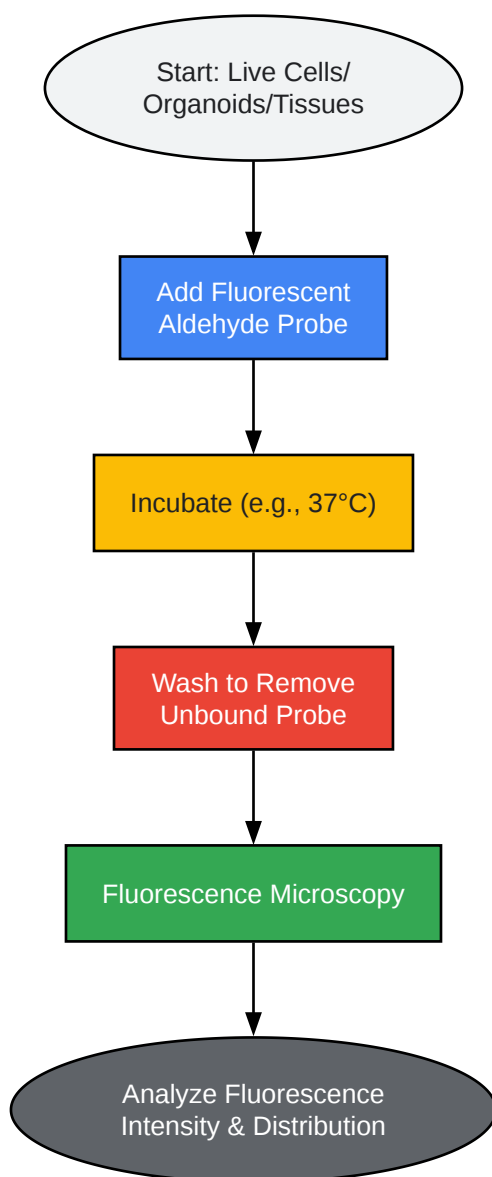 Start: Live Cells/
Organoids/Tissues
Add Fluorescent
Aldehyde Probe
Incubate (e.g., 37°C)
Wash to Remove
Unbound Probe
Fluorescence Microscopy
Analyze Fluorescence
Intensity & Distribution